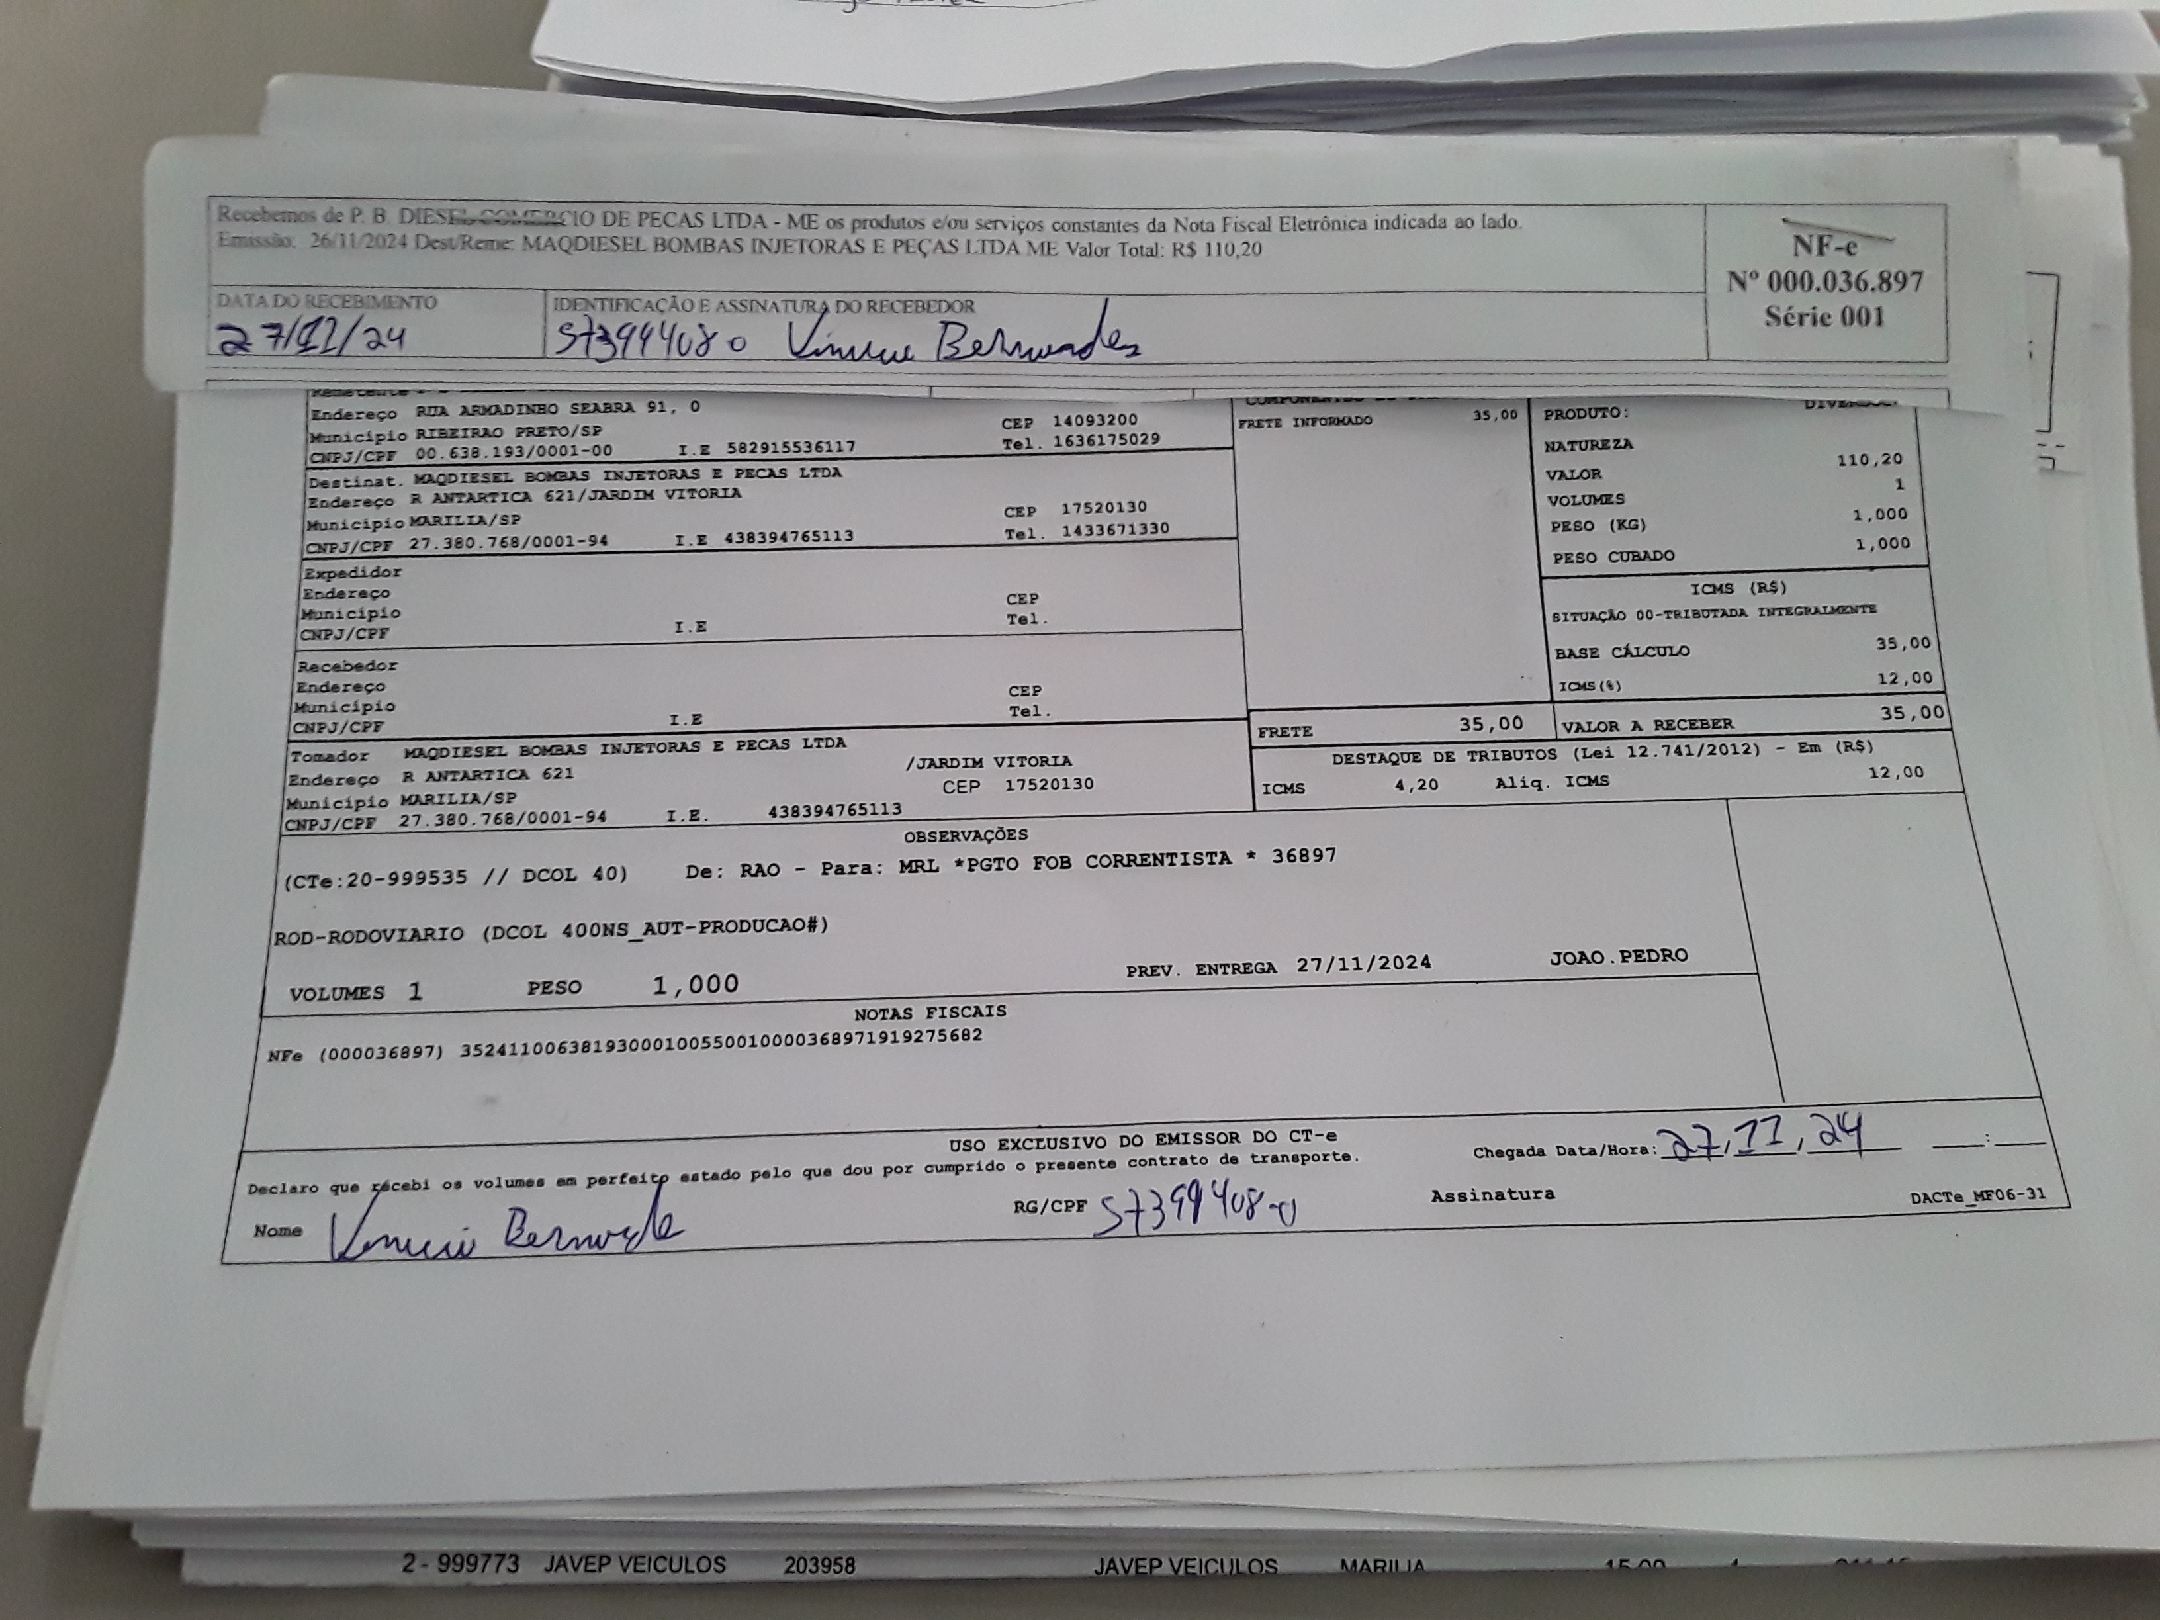 Recebemos de P. B. DIESEL COMERCIO DE PECAS LTDA - ME os produtos e/ou serviços constantes da Nota Fiscal Eletrônica indicada ao lado.
Emissão: 26/11/2024 Dest/Reme: MAQDIESEL BOMBAS INJETORAS E PEÇAS LTDA ME Valor Total: R$ 110,20
NF-e
Nº 000.036.897
Série 001
DATA DO RECEBIMENTO
27/11/24
IDENTIFICAÇÃO E ASSINATURA DO RECEBEDOR
57399408 0 Bernardes
Remetente
Endereço RUA ARMADINHO SEABRA 91, 0 CEP 14093200
Município RIBEIRAO PRETO/SP Tel. 1636175029
CNPJ/CPF 00.638.193/0001-00 I.E 582915536117
Destinat. MAQDIESEL BOMBAS INJETORAS E PECAS LTDA
Endereço R ANTARTICA 621/JARDIM VITORIA CEP 17520130
Município MARILIA/SP Tel. 1433671330
CNPJ/CPF 27.380.768/0001-94 I.E 438394765113
Expedidor
Endereço CEP
Município Tel.
CNPJ/CPF I.E
Recebedor
Endereço CEP
Município Tel.
CNPJ/CPF I.E
Tomador MAQDIESEL BOMBAS INJETORAS E PECAS LTDA
Endereço R ANTARTICA 621 /JARDIM VITORIA
Município MARILIA/SP CEP 17520130
CNPJ/CPF 27.380.768/0001-94 I.E. 438394765113
FRETE INFORMADO 35,00
PRODUTO: DIVERSOS
NATUREZA
VALOR 110,20
VOLUMES 1
PESO (KG) 1,000
PESO CUBADO 1,000
ICMS (R$)
SITUAÇÃO 00-TRIBUTADA INTEGRALMENTE
BASE CÁLCULO 35,00
ICMS(%) 12,00
FRETE 35,00 VALOR A RECEBER 35,00
DESTAQUE DE TRIBUTOS (Lei 12.741/2012) - Em (R$)
ICMS 4,20 Aliq. ICMS 12,00
OBSERVAÇÕES
(CTe:20-999535 // DCOL 40) De: RAO - Para: MRL *PGTO FOB CORRENTISTA * 36897
ROD-RODOVIARIO (DCOL 400NS_AUT-PRODUCAO#)
VOLUMES 1 PESO 1,000 PREV. ENTREGA 27/11/2024 JOAO.PEDRO
NOTAS FISCAIS
NFe (000036897) 35241100638193000100550010000368971919275682
USO EXCLUSIVO DO EMISSOR DO CT-e
Declaro que recebi os volumes em perfeito estado pelo que dou por cumprido o presente contrato de transporte.
Chegada Data/Hora: 27/11/24 :
Nome RG/CPF 57399408-0 Assinatura
DACTe_MF06-31
2 - 999773 JAVEP VEICULOS 203958 JAVEP VEICULOS MARILIA 15,00